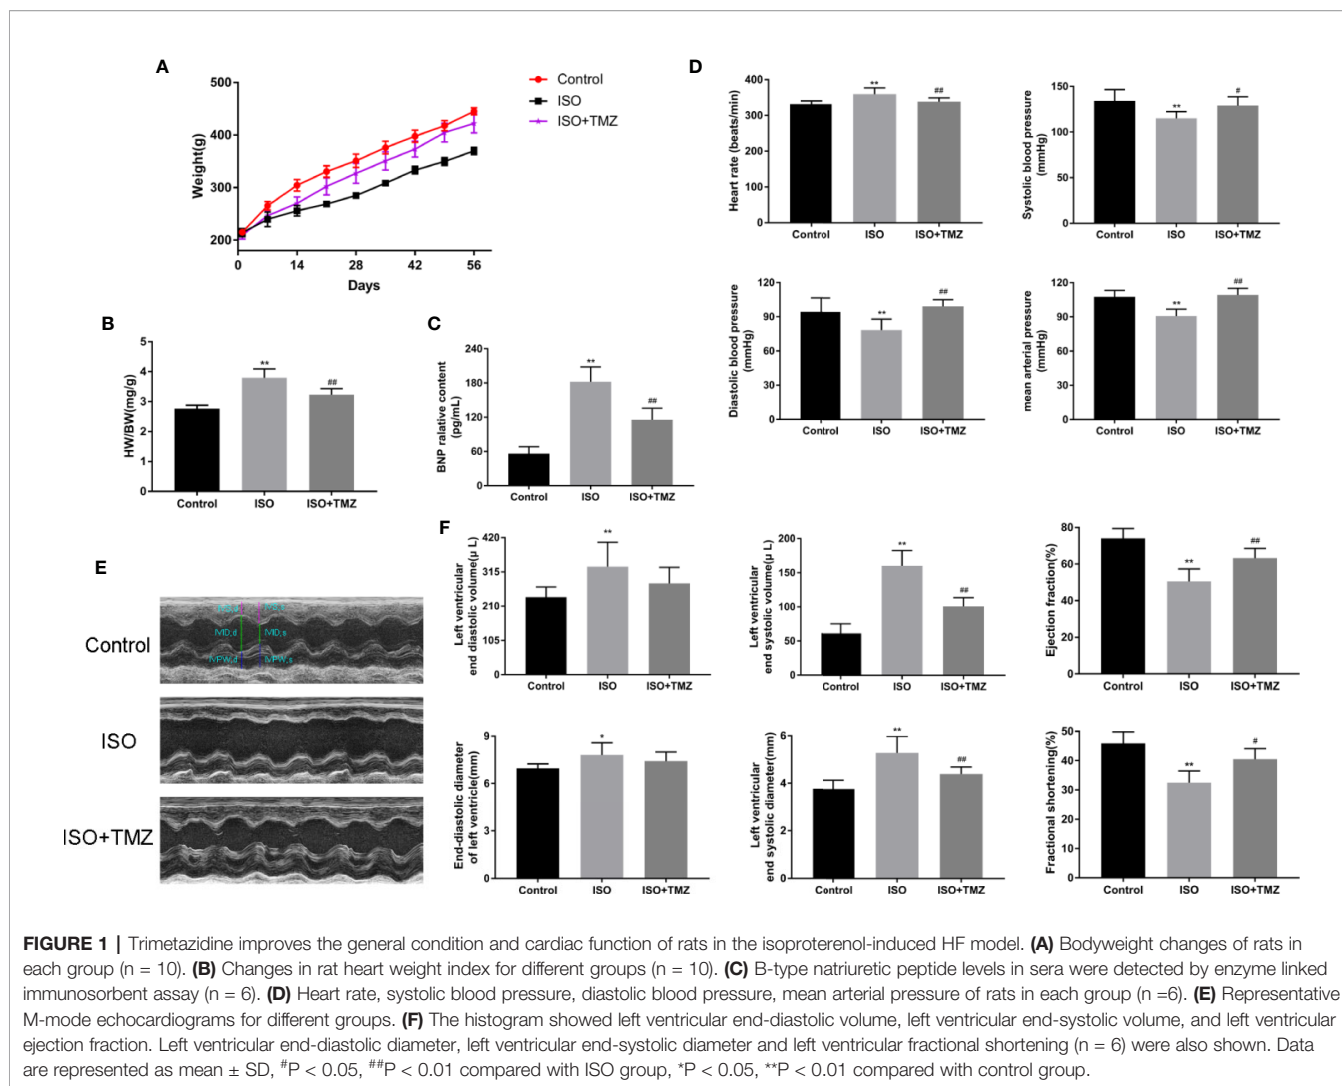 A
500
400
300
200
Weight(g)
0 14 28 42 56
Days
Control
ISO
ISO+TMZ
B
5
4
3
2
1
0
HW/BW(mg/g)
**
##
Control ISO ISO+TMZ
C
240
180
120
60
0
BNP ralative content
(pg/mL)
**
##
Control ISO ISO+TMZ
D
400
300
200
100
0
Heart rate (beats/min)
**
##
Control ISO ISO+TMZ
150
100
50
0
Systolic blood pressure
(mmHg)
**
#
Control ISO ISO+TMZ
120
90
60
30
0
Diastolic blood pressure
(mmHg)
**
##
Control ISO ISO+TMZ
120
90
60
30
0
mean arterial pressure
(mmHg)
**
##
Control ISO ISO+TMZ
E
Control
LVID;d LVID;s
LVPW;d LVPW;s
ISO
ISO+TMZ
F
420
315
210
105
0
Left ventricular
end diastolic volume(μ L)
**
Control ISO ISO+TMZ
200
150
100
50
0
Left ventricular
end systolic volume(μ L)
**
##
Control ISO ISO+TMZ
80
60
40
20
0
Ejection fraction(%)
**
##
Control ISO ISO+TMZ
9
6
3
0
End-diastolic diameter
of left ventricle(mm)
*
Control ISO ISO+TMZ
6
4
2
0
Left ventricular
end systolic diameter(mm)
**
##
Control ISO ISO+TMZ
50
40
30
20
10
0
Fractional shortening(%)
**
#
Control ISO ISO+TMZ
FIGURE 1 | Trimetazidine improves the general condition and cardiac function of rats in the isoproterenol-induced HF model. (A) Bodyweight changes of rats in
each group (n = 10). (B) Changes in rat heart weight index for different groups (n = 10). (C) B-type natriuretic peptide levels in sera were detected by enzyme linked
immunosorbent assay (n = 6). (D) Heart rate, systolic blood pressure, diastolic blood pressure, mean arterial pressure of rats in each group (n =6). (E) Representative
M-mode echocardiograms for different groups. (F) The histogram showed left ventricular end-diastolic volume, left ventricular end-systolic volume, and left ventricular
ejection fraction. Left ventricular end-diastolic diameter, left ventricular end-systolic diameter and left ventricular fractional shortening (n = 6) were also shown. Data
are represented as mean ± SD, #P < 0.05, ##P < 0.01 compared with ISO group, *P < 0.05, **P < 0.01 compared with control group.